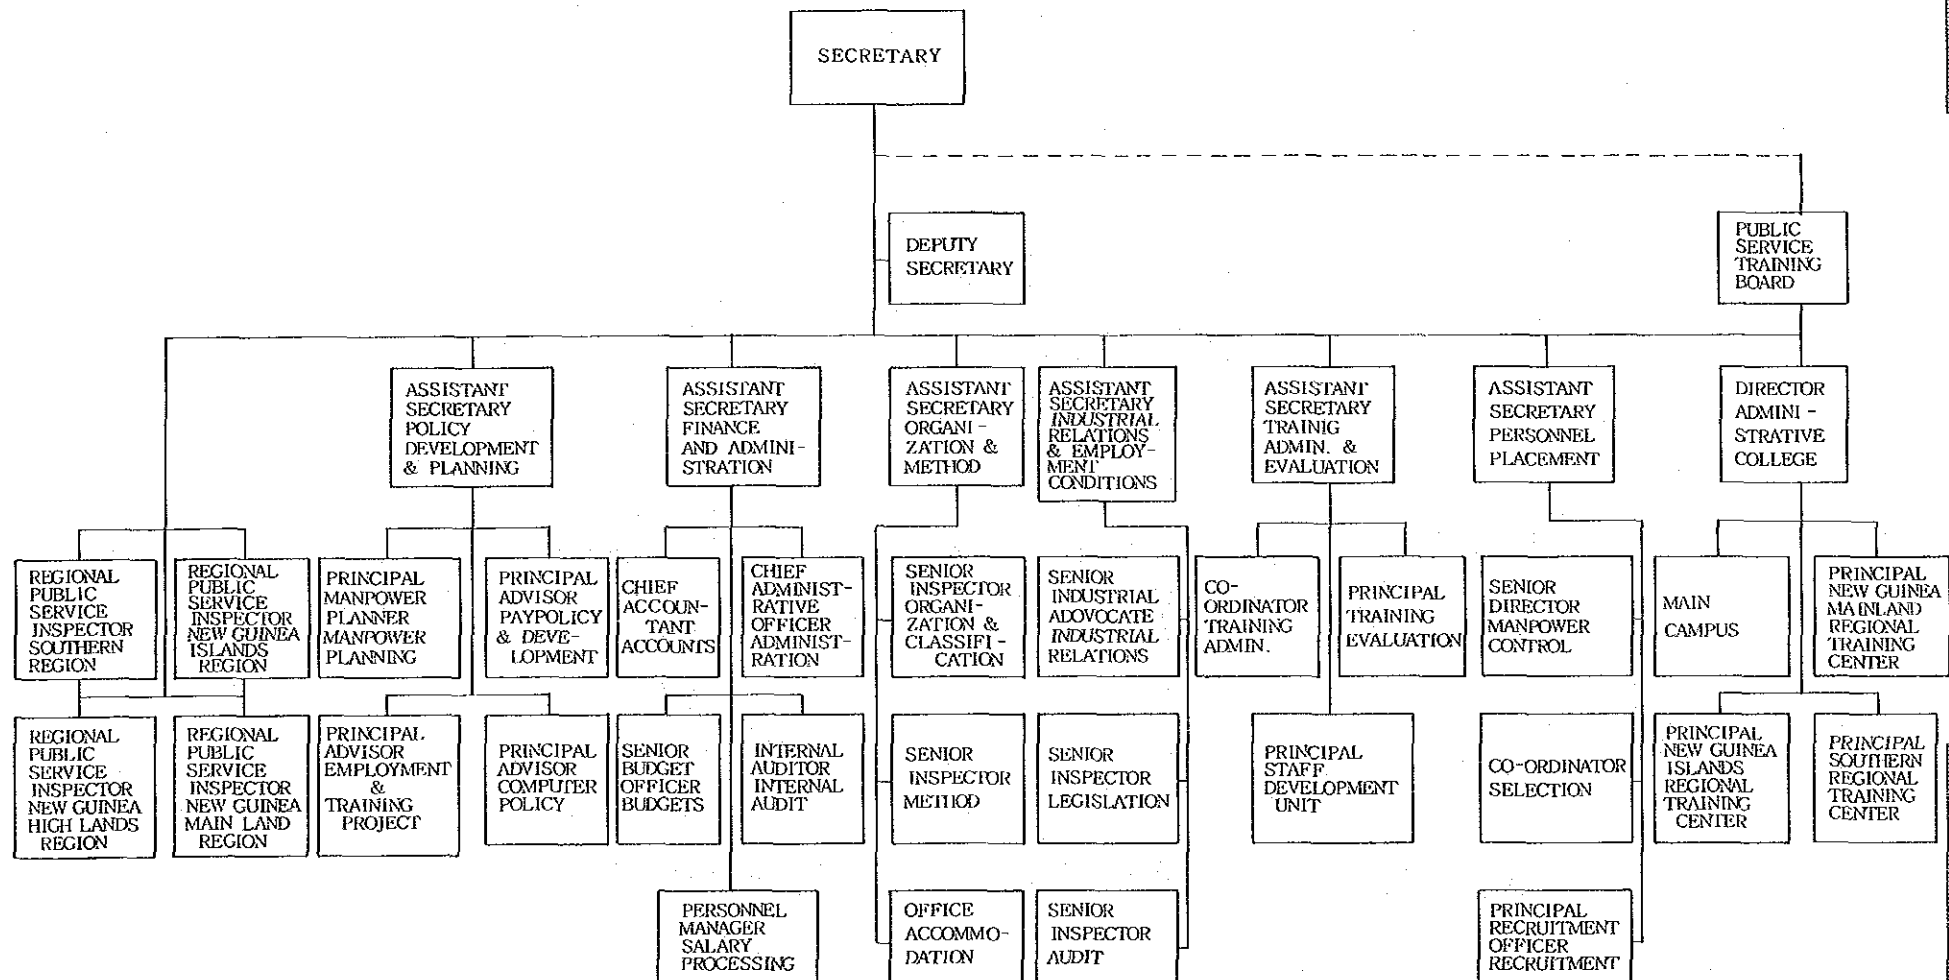 SECRETARY
DEPUTY
SECRETARY
PUBLIC
SERVICE
TRAINING
BOARD
ASSISTANT
SECRETARY
POLICY
DEVELOPMENT
& PLANNING
ASSISTANT
SECRETARY
FINANCE
AND ADMINI-
STRATION
ASSISTANT
SECRETARY
ORGANI-
ZATION &
METHOD
ASSISTANT
SECRETARY
INDUSTRIAL
RELATIONS
& EMPLOY-
MENT
CONDITIONS
ASSISTANT
SECRETARY
TRAINIG
ADMIN. &
EVALUATION
ASSISTANT
SECRETARY
PERSONNEL
PLACEMENT
DIRECTOR
ADMINI-
STRATIVE
COLLEGE
REGIONAL
PUBLIC
SERVICE
INSPECTOR
SOUTHERN
REGION
REGIONAL
PUBLIC
SERVICE
INSPECTOR
NEW GUINEA
ISLANDS
REGION
PRINCIPAL
MANPOWER
PLANNER
MANPOWER
PLANNING
PRINCIPAL
ADVISOR
PAYPOLICY
& DEVE-
LOPMENT
CHIEF
ACCOUN-
TANT
ACCOUNTS
CHIEF
ADMINIST-
RATIVE
OFFICER
ADMINIST-
RATION
SENIOR
INSPECTOR
ORGANI-
ZATION &
CLASSIFI-
CATION
SENIOR
INDUSTRIAL
ADVOCATE
INDUSTRIAL
RELATIONS
CO-
ORDINATOR
TRAINING
ADMIN.
PRINCIPAL
TRAINING
EVALUATION
SENIOR
DIRECTOR
MANPOWER
CONTROL
MAIN
CAMPUS
PRINCIPAL
NEW GUINEA
MAINLAND
REGIONAL
TRAINING
CENTER
REGIONAL
PUBLIC
SERVICE
INSPECTOR
NEW GUINEA
HIGH LANDS
REGION
REGIONAL
PUBLIC
SERVICE
INSPECTOR
NEW GUINEA
MAIN LAND
REGION
PRINCIPAL
ADVISOR
EMPLOYMENT
&
TRAINING
PROJECT
PRINCIPAL
ADVISOR
COMPUTER
POLICY
SENIOR
BUDGET
OFFICER
BUDGETS
INTERNAL
AUDITOR
INTERNAL
AUDIT
SENIOR
INSPECTOR
METHOD
SENIOR
INSPECTOR
LEGISLATION
PRINCIPAL
STAFF
DEVELOPMENT
UNIT
CO-ORDINATOR
SELECTION
PRINCIPAL
NEW GUINEA
ISLANDS
REGIONAL
TRAINING
CENTER
PRINCIPAL
SOUTHERN
REGIONAL
TRAINING
CENTER
PERSONNEL
MANAGER
SALARY
PROCESSING
OFFICE
ACCOMMO-
DATION
SENIOR
INSPECTOR
AUDIT
PRINCIPAL
RECRUITMENT
OFFICER
RECRUITMENT